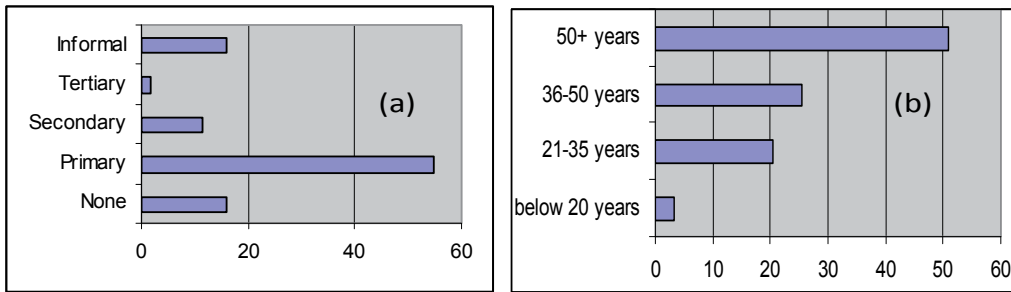 Informal
Tertiary
Secondary
Primary
None
0 20 40 60
(a)
50+ years
36-50 years
21-35 years
below 20 years
0 10 20 30 40 50 60
(b)